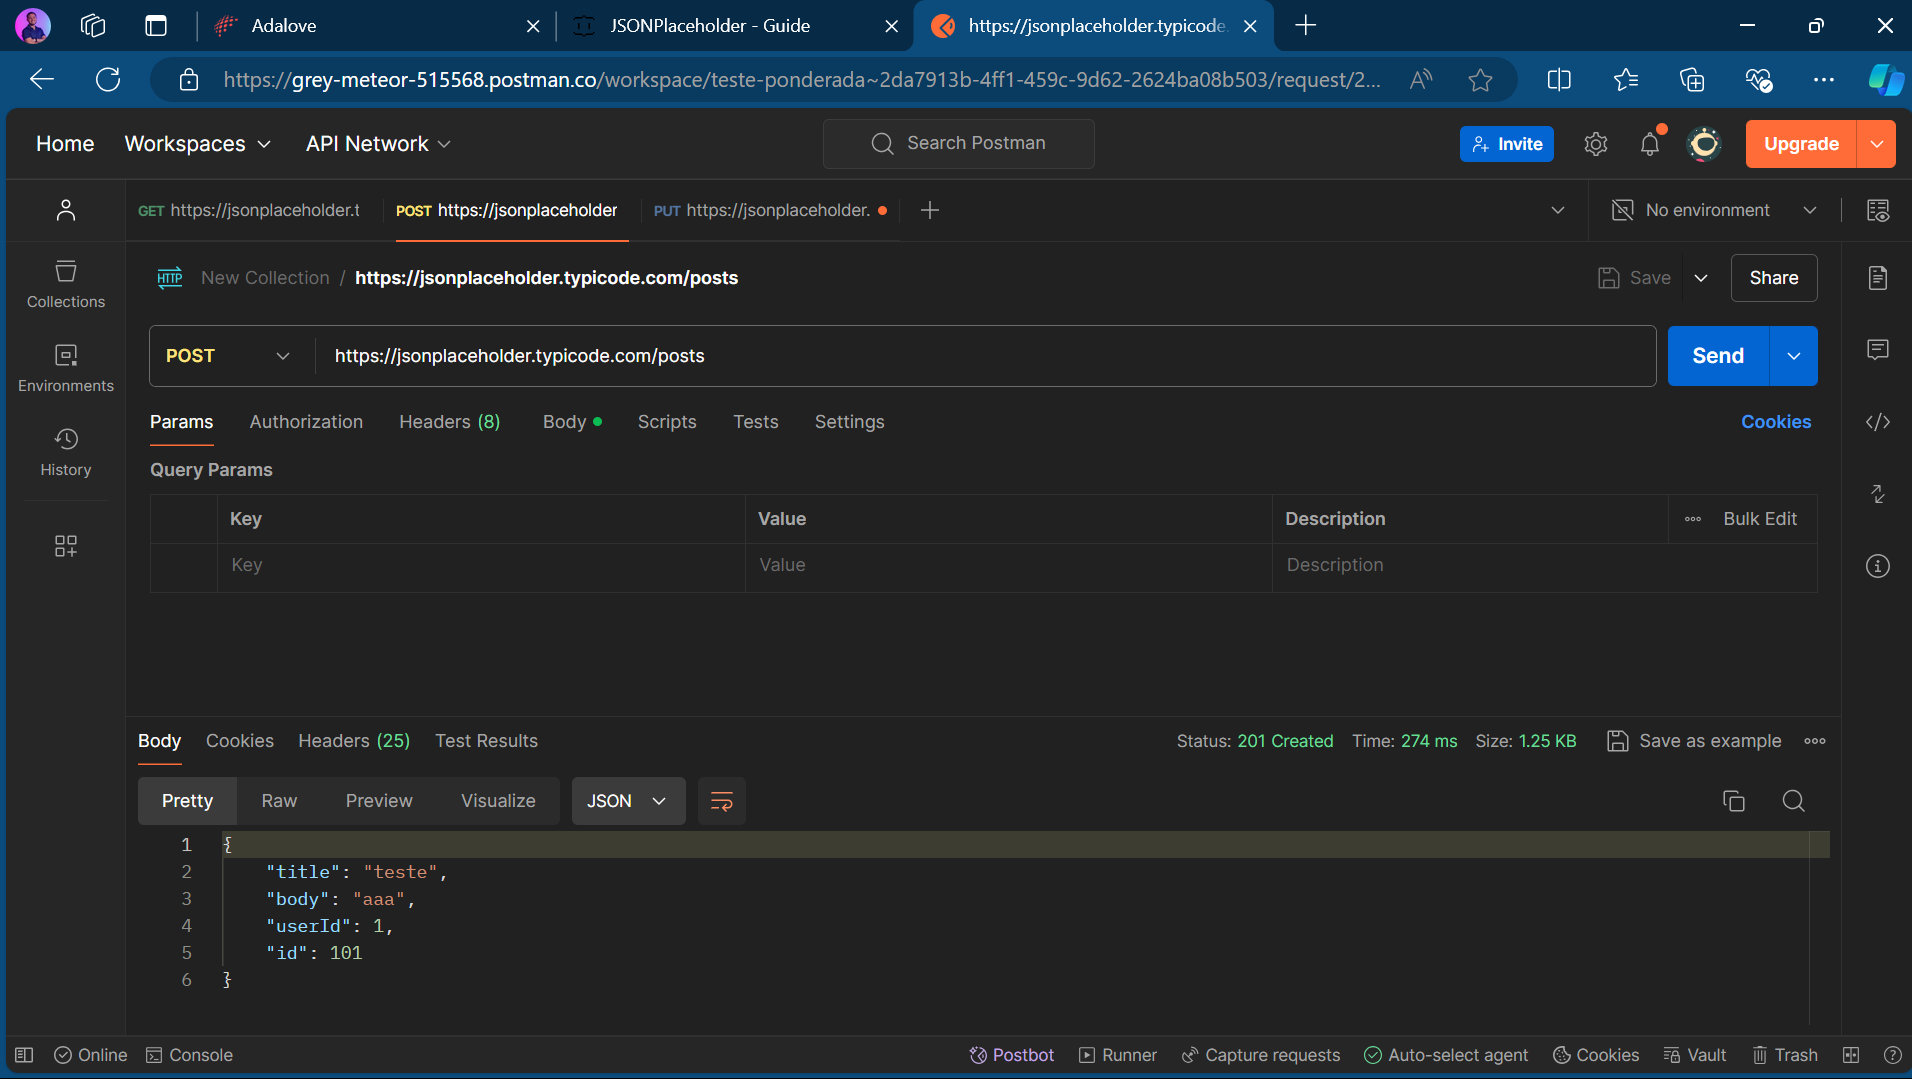 Adalove
JSONPlaceholder - Guide
https://jsonplaceholder.typicode.
https://grey-meteor-515568.postman.co/workspace/teste-ponderada~2da7913b-4ff1-459c-9d62-2624ba08b503/request/2...
Home Workspaces API Network Search Postman Invite Upgrade
GET https://jsonplaceholder.t POST https://jsonplaceholder PUT https://jsonplaceholder. No environment
HTTP New Collection / https://jsonplaceholder.typicode.com/posts Save Share
Collections
Environments
History
POST https://jsonplaceholder.typicode.com/posts Send
Params Authorization Headers (8) Body Scripts Tests Settings Cookies
Query Params
Key Value Description Bulk Edit
Key Value Description
Body Cookies Headers (25) Test Results Status: 201 Created Time: 274 ms Size: 1.25 KB Save as example
Pretty Raw Preview Visualize JSON
1 {
2 "title": "teste",
3 "body": "aaa",
4 "userId": 1,
5 "id": 101
6 }
Online Console Postbot Runner Capture requests Auto-select agent Cookies Vault Trash